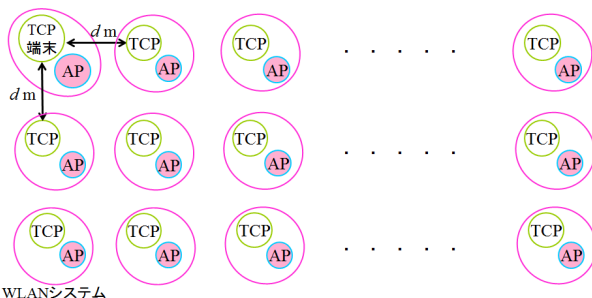 TCP
端末
AP
d m
TCP
AP
TCP
AP
. . . . .
TCP
AP
d m
TCP
AP
TCP
AP
TCP
AP
. . . . .
TCP
AP
TCP
AP
TCP
AP
TCP
AP
. . . . .
TCP
AP
WLANシステム